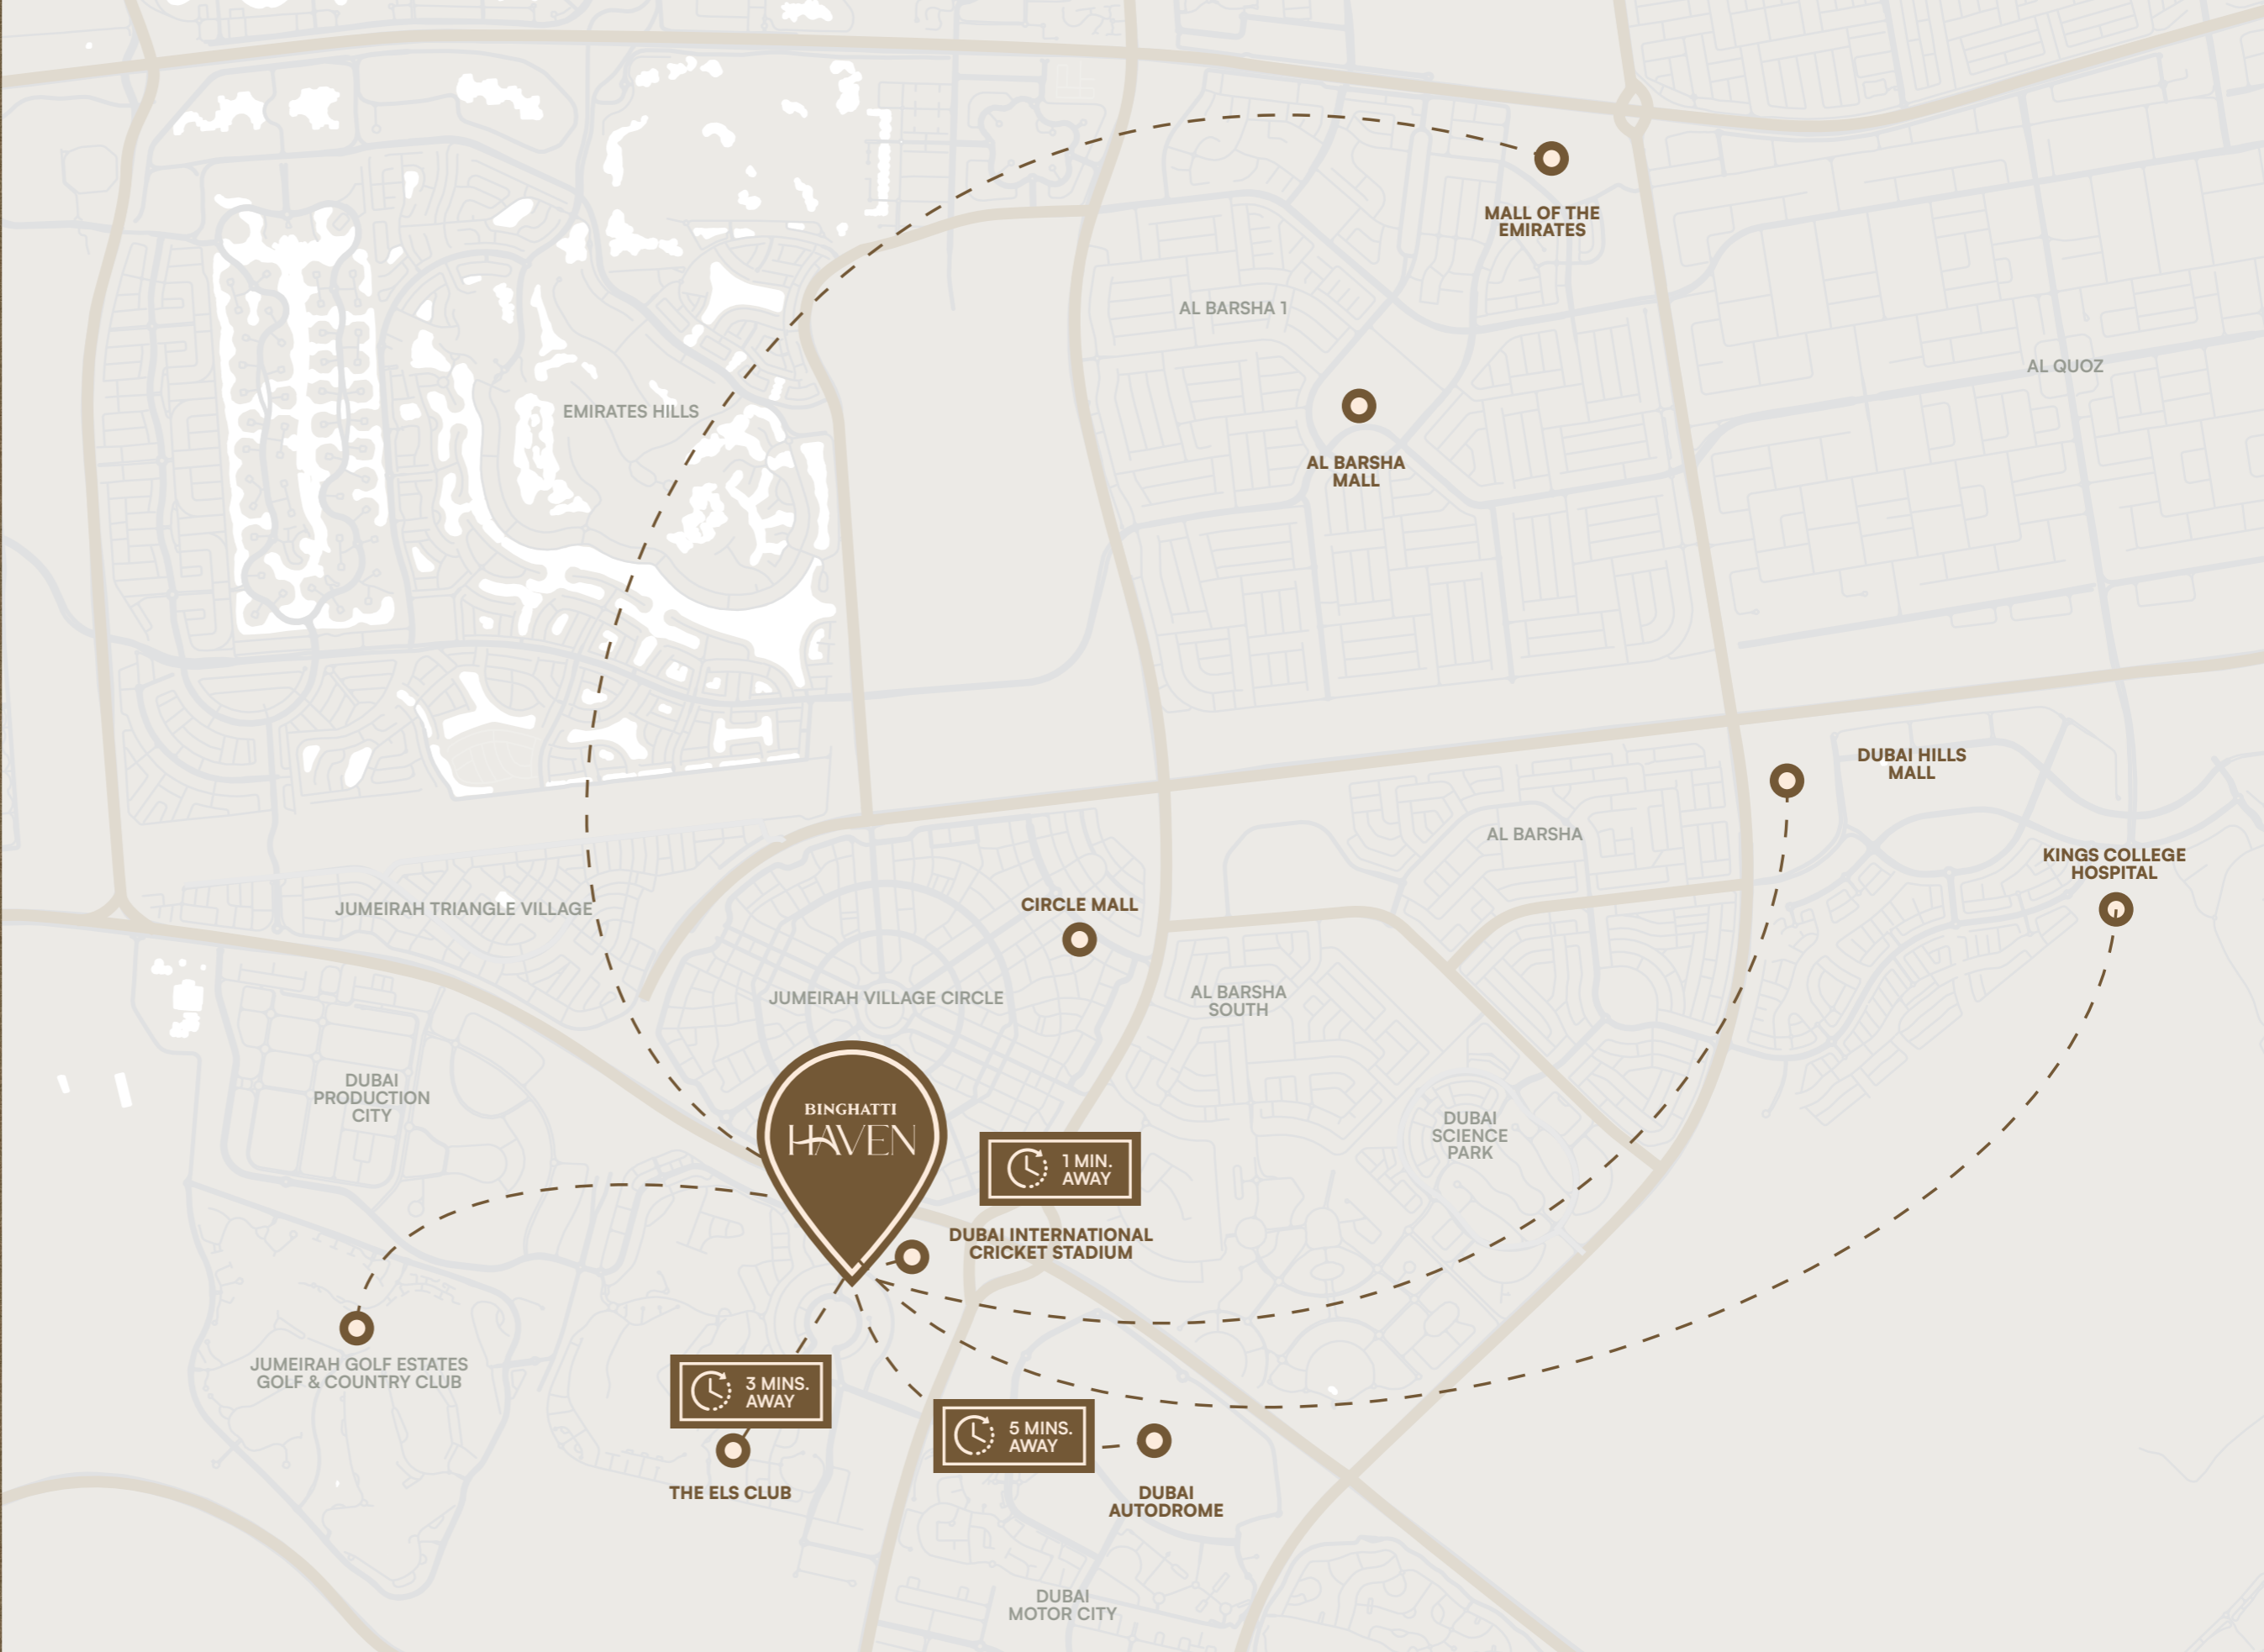 MALL OF THE
EMIRATES
AL BARSHA 1
AL QUOZ
EMIRATES HILLS
AL BARSHA
MALL
DUBAI HILLS
MALL
AL BARSHA
KINGS COLLEGE
HOSPITAL
JUMEIRAH TRIANGLE VILLAGE
CIRCLE MALL
JUMEIRAH VILLAGE CIRCLE
AL BARSHA
SOUTH
DUBAI
PRODUCTION
CITY
BINGHATTI
HAVEN
DUBAI
SCIENCE
PARK
1 MIN.
AWAY
DUBAI INTERNATIONAL
CRICKET STADIUM
JUMEIRAH GOLF ESTATES
GOLF & COUNTRY CLUB
3 MINS.
AWAY
5 MINS.
AWAY
THE ELS CLUB
DUBAI
AUTODROME
DUBAI
MOTOR CITY